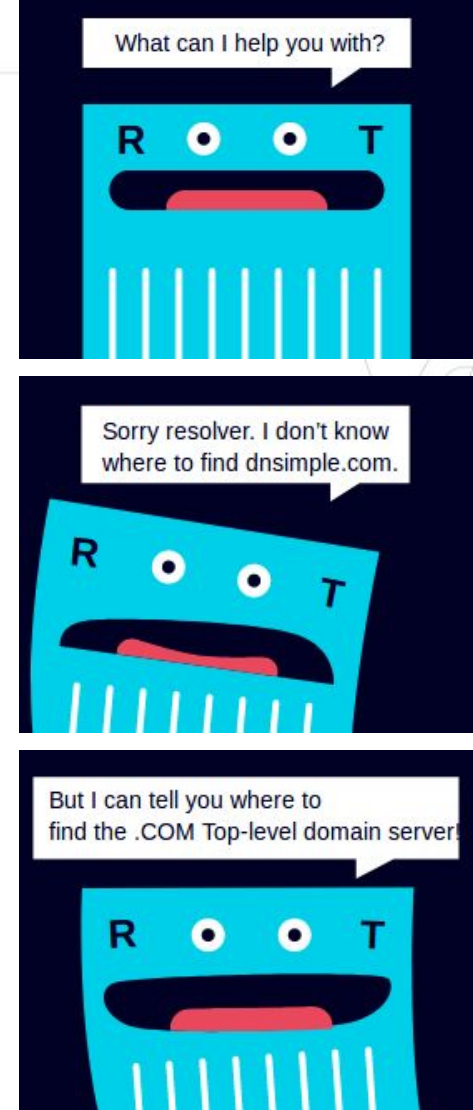 What can I help you with?
R T
Sorry resolver. I don't know
where to find dnsimple.com.
R T
But I can tell you where to
find the .COM Top-level domain server!
R T